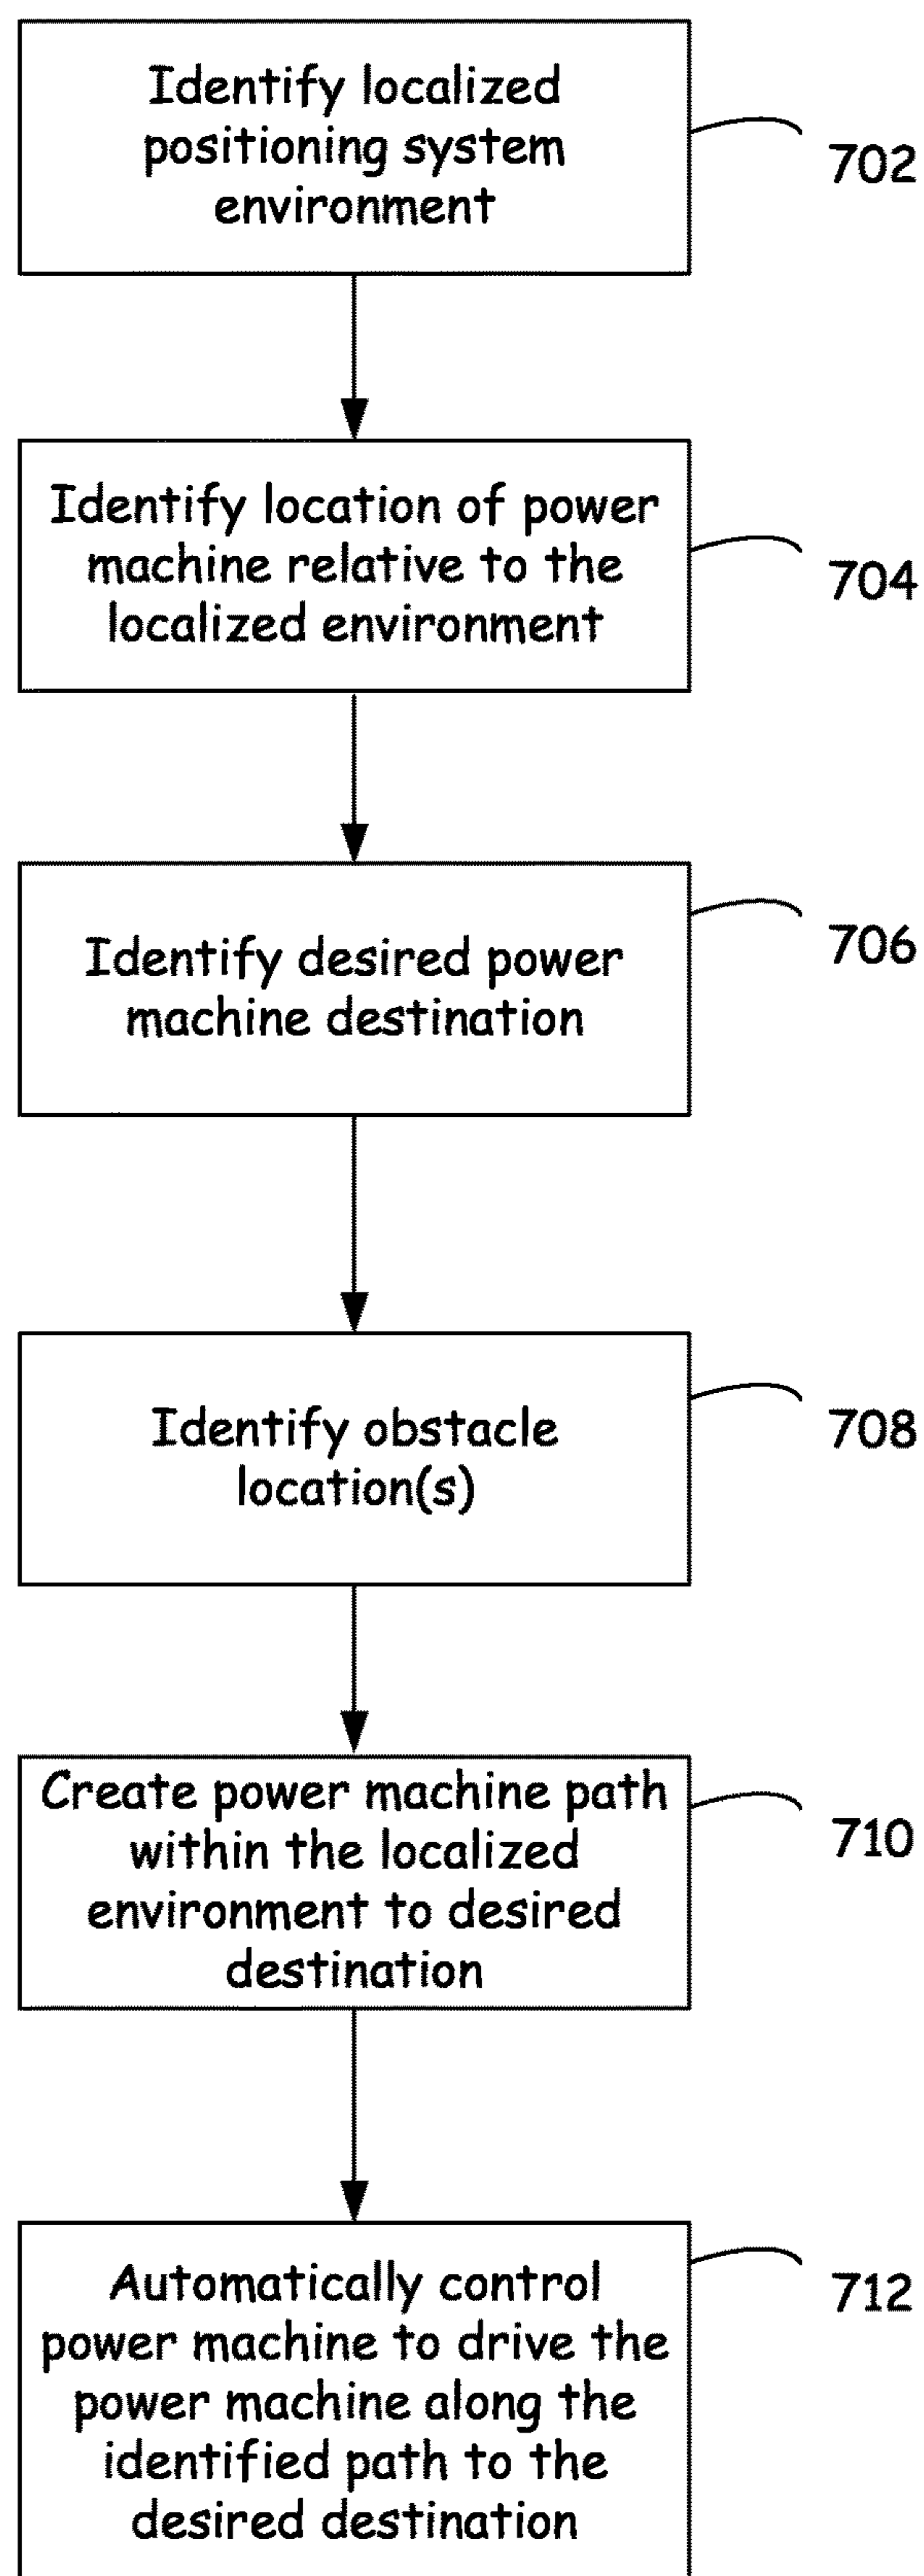 Identify localized
positioning system
environment
702
Identify location of power
machine relative to the
localized environment
704
Identify desired power
machine destination
706
Identify obstacle
location(s)
708
Create power machine path
within the localized
environment to desired
destination
710
Automatically control
power machine to drive the
power machine along the
identified path to the
desired destination
712